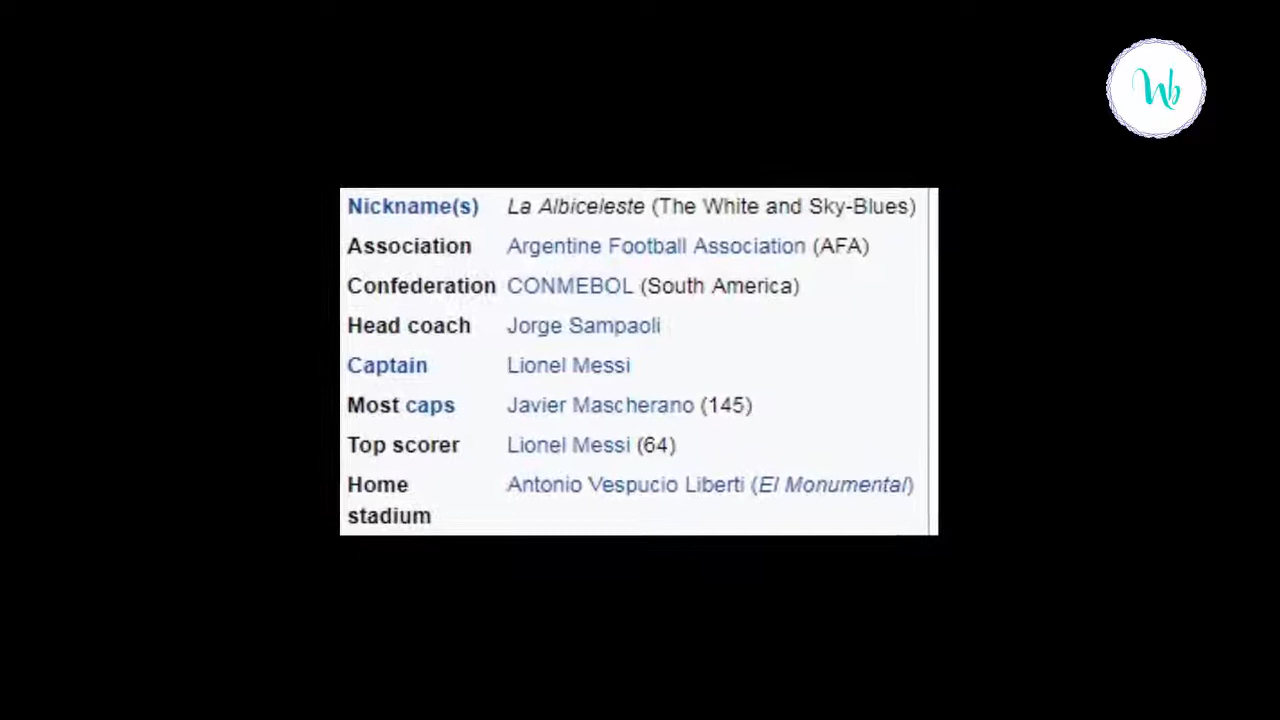 Wb
Nickname(s) La Albiceleste (The White and Sky-Blues)
Association Argentine Football Association (AFA)
Confederation CONMEBOL (South America)
Head coach Jorge Sampaoli
Captain Lionel Messi
Most caps Javier Mascherano (145)
Top scorer Lionel Messi (64)
Home Antonio Vespucio Liberti (El Monumental)
stadium